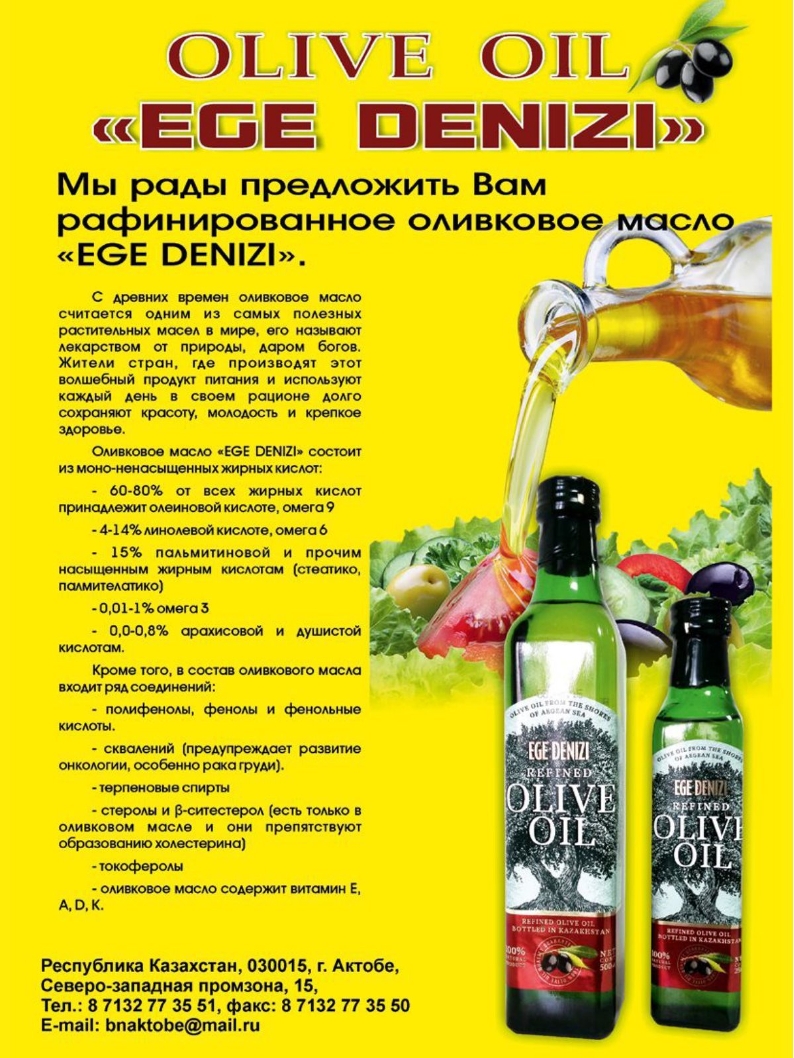 OLIVE OIL
«EGE DENIZI»
Мы рады предложить Вам
рафинированное оливковое масло
«EGE DENIZI».
С древних времен оливковое масло
считается одним из самых полезных
растительных масел в мире, его называют
лекарством от природы, даром богов.
Жители стран, где производят этот
волшебный продукт питания и используют
каждый день в своем рационе долго
сохраняют красоту, молодость и крепкое
здоровье.
Оливковое масло «EGE DENIZI» состоит
из моно-ненасыщенных жирных кислот:
- 60-80% от всех жирных кислот
принадлежит олеиновой кислоте, омега 9
- 4-14% линолевой кислоте, омега 6
- 15% пальмитиновой и прочим
насыщенным жирным кислотам (стеатико,
палмителатико)
- 0,01-1% омега 3
- 0,0-0,8% арахисовой и душистой
кислотам.
Кроме того, в состав оливкового масла
входит ряд соединений:
- полифенолы, фенолы и фенольные
кислоты.
- сквалений (предупреждает развитие
онкологии, особенно рака груди).
- терпеновые спирты
- стеролы и β-ситестерол (есть только в
оливковом масле и они препятствуют
образованию холестерина)
- токоферолы
- оливковое масло содержит витамин Е,
А, D, К.
OLIVE OIL FROM THE SHORES
OF AEGEAN SEA
EGE DENIZI
REFINED
OLIVE
OIL
REFINED OLIVE OIL
BOTTLED IN KAZAKHSTAN
OLIVE OIL FROM THE SHORES
OF AEGEAN SEA
EGE DENIZI
REFINED
OLIVE
OIL
REFINED OLIVE OIL
BOTTLED IN KAZAKHSTAN
100%
Республика Казахстан, 030015, г. Актобе,
Северо-западная промзона, 15,
Тел.: 8 7132 77 35 51, факс: 8 7132 77 35 50
E-mail: bnaktobe@mail.ru